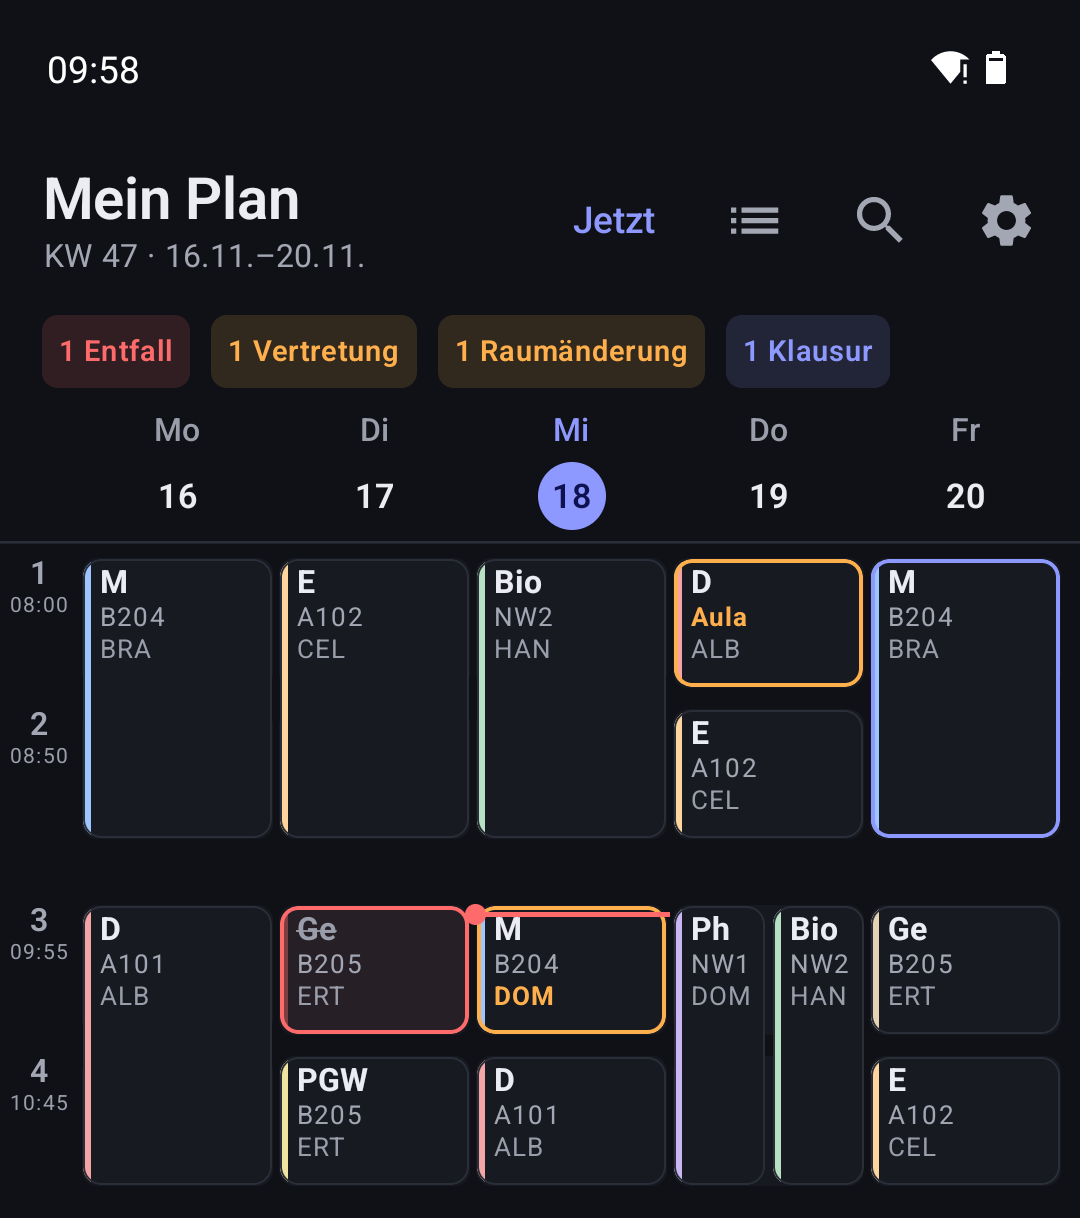 09:58
Mein Plan
KW 47 · 16.11.–20.11.
Jetzt
1 Entfall
1 Vertretung
1 Raumänderung
1 Klausur
Mo
Di
Mi
Do
Fr
16
17
18
19
20
1
08:00
M
B204
BRA
E
A102
CEL
Bio
NW2
HAN
D
Aula
ALB
M
B204
BRA
2
08:50
E
A102
CEL
3
09:55
D
A101
ALB
Ge
B205
ERT
M
B204
DOM
Ph
NW1
DOM
Bio
NW2
HAN
Ge
B205
ERT
4
10:45
PGW
B205
ERT
D
A101
ALB
E
A102
CEL